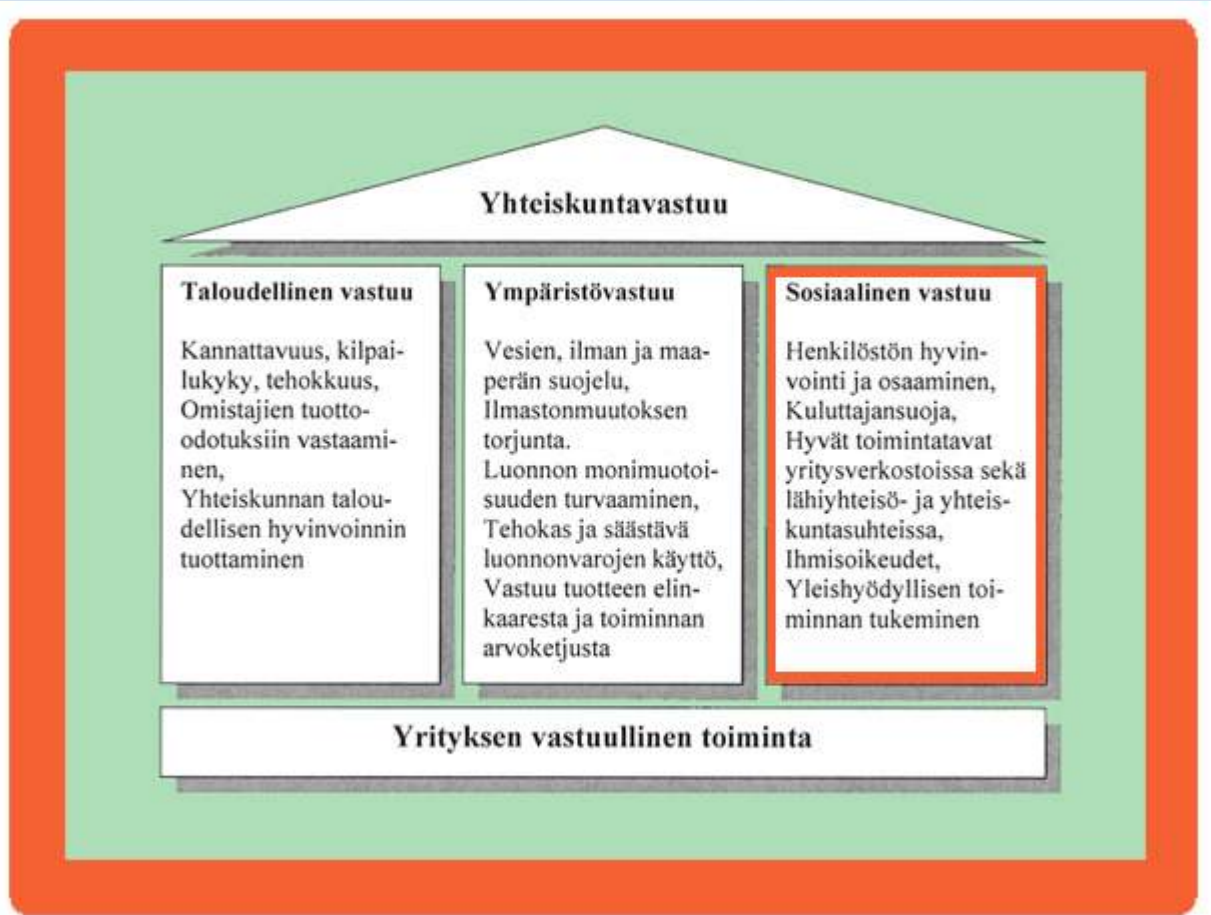 Yhteiskuntavastuu
Taloudellinen vastuu
Kannattavuus, kilpai-
lukyky, tehokkuus,
Omistajien tuotto-
odotuksiin vastaami-
nen,
Yhteiskunnan talou-
dellisen hyvinvoinnin
tuottaminen
Ympäristövastuu
Vesien, ilman ja maa-
perän suojelu,
Ilmastonmuutoksen
torjunta.
Luonnon monimuotoi-
suuden turvaaminen,
Tehokas ja säästävä
luonnonvarojen käyttö,
Vastuu tuotteen elin-
kaaresta ja toiminnan
arvoketjusta
Sosiaalinen vastuu
Henkilöstön hyvin-
vointi ja osaaminen,
Kuluttajansuoja,
Hyvät toimintatavat
yritysverkostoissa sekä
lähiyhteisö- ja yhteis-
kuntasuhteissa,
Ihmisoikeudet,
Yleishyödyllisen toi-
minnan tukeminen
Yrityksen vastuullinen toiminta